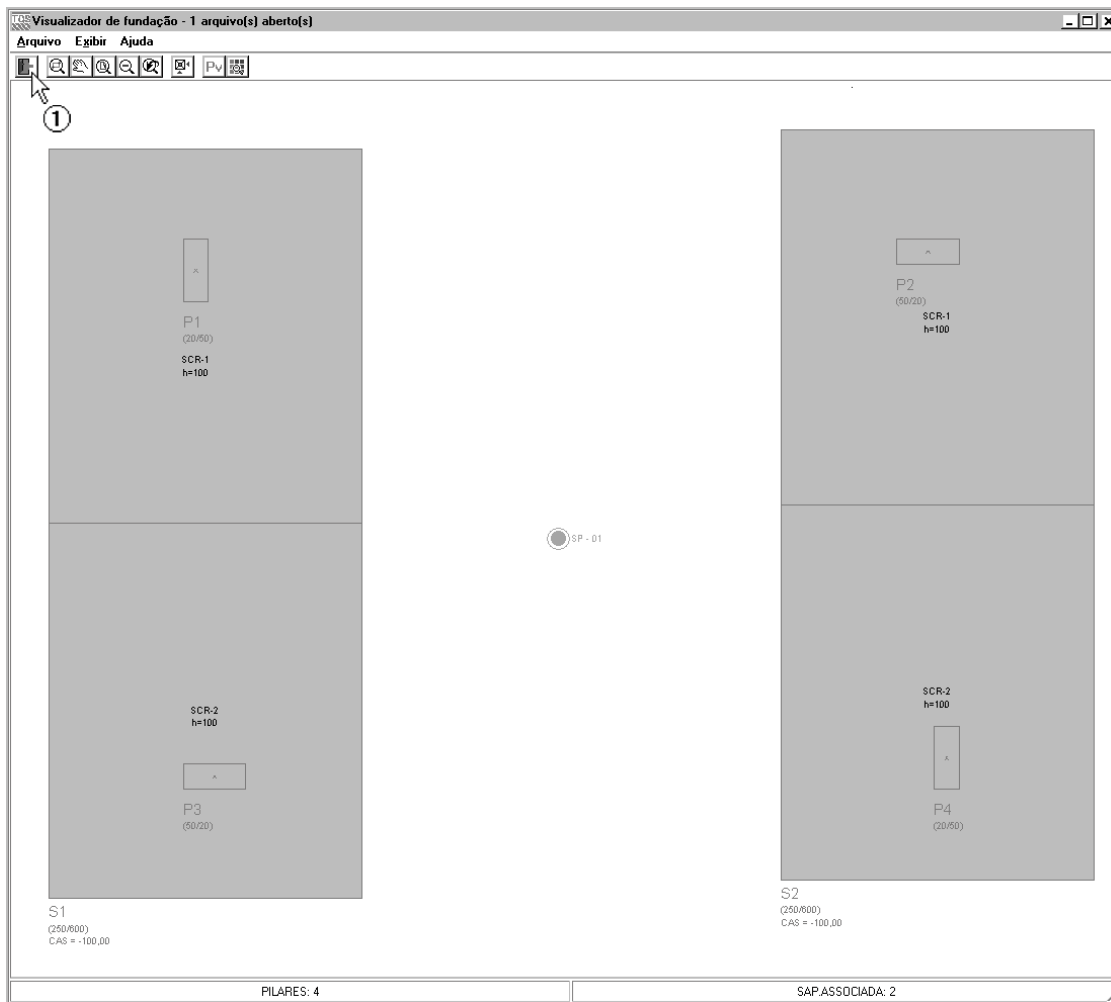 TQS Visualizador de fundação - 1 arquivo(s) aberto(s)
Arquivo Exibir Ajuda
Pv
1
P1
(20/50)
SCR-1
h=100
P2
(50/20)
SCR-1
h=100
SP - 01
SCR-2
h=100
P3
(50/20)
SCR-2
h=100
P4
(20/50)
S1
(250/600)
CAS = -100,00
S2
(250/600)
CAS = -100,00
PILARES: 4
SAP.ASSOCIADA: 2